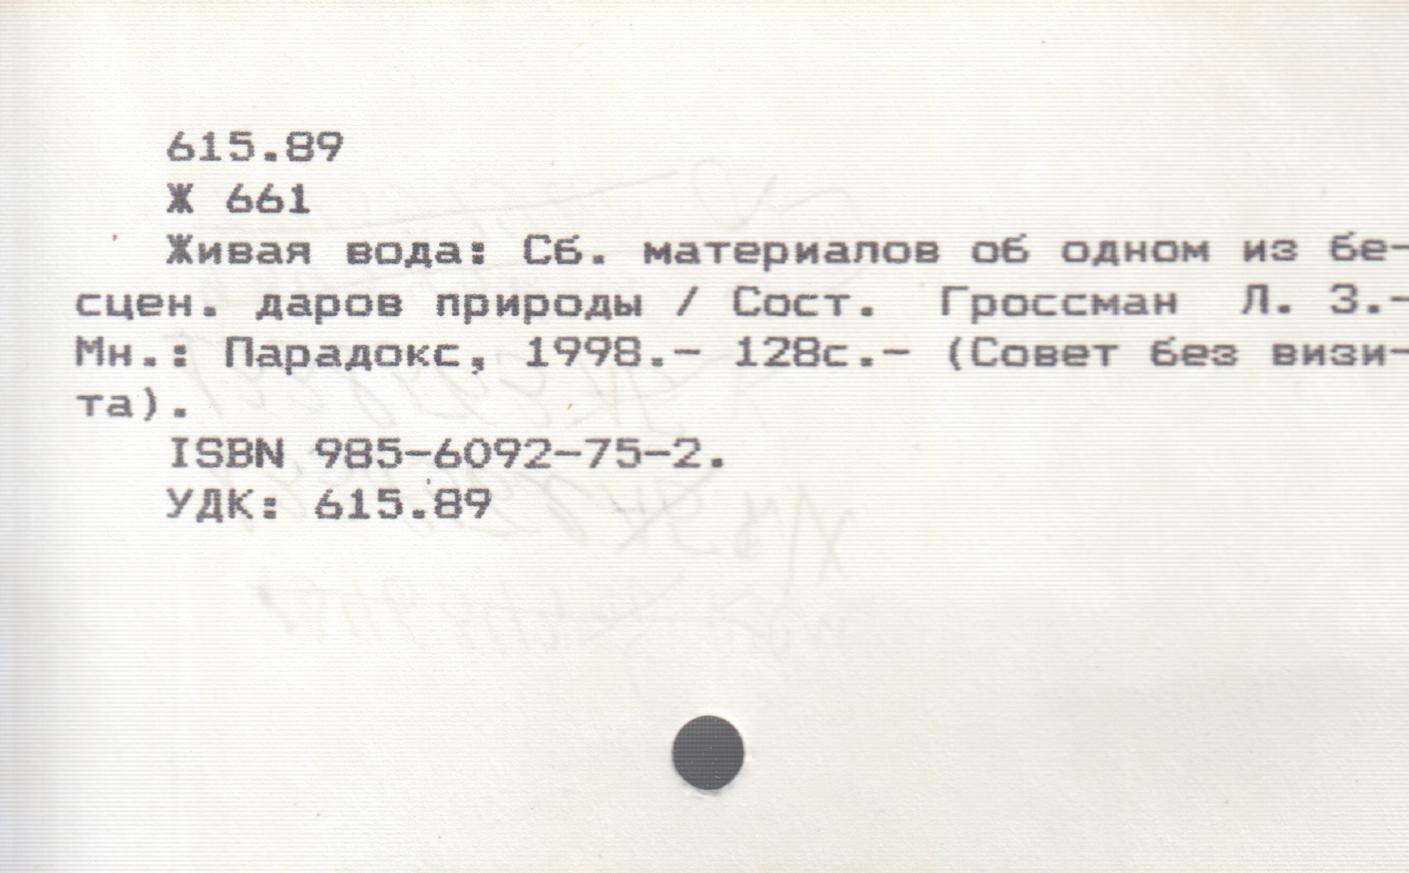 615.89
Ж 661
Живая вода: Сб. материалов об одном из бе-
сцен. даров природы / Сост. Гроссман Л. З.-
Мн.: Парадокс, 1998.- 128с.- (Совет без визи-
та).
ISBN 985-6092-75-2.
УДК: 615.89